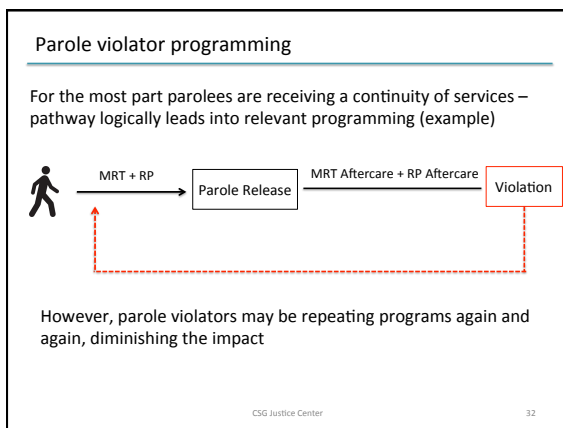 Parole violator programming
For the most part parolees are receiving a continuity of services –
pathway logically leads into relevant programming (example)
MRT + RP
Parole Release
MRT Aftercare + RP Aftercare
Violation
However, parole violators may be repeating programs again and
again, diminishing the impact
CSG Justice Center
32